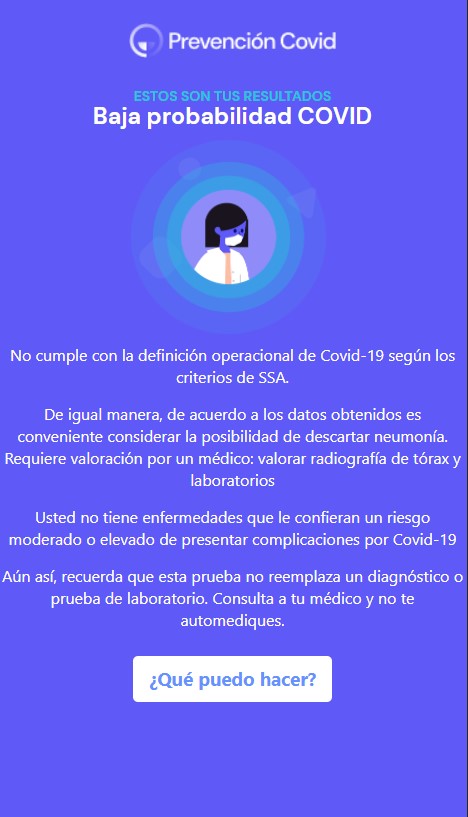 Prevención Covid
ESTOS SON TUS RESULTADOS
Baja probabilidad COVID
No cumple con la definición operacional de Covid-19 según los
criterios de SSA.
De igual manera, de acuerdo a los datos obtenidos es
conveniente considerar la posibilidad de descartar neumonía.
Requiere valoración por un médico: valorar radiografía de tórax y
laboratorios
Usted no tiene enfermedades que le confieran un riesgo
moderado o elevado de presentar complicaciones por Covid-19
Aún así, recuerda que esta prueba no reemplaza un diagnóstico o
prueba de laboratorio. Consulta a tu médico y no te
automediques.
¿Qué puedo hacer?